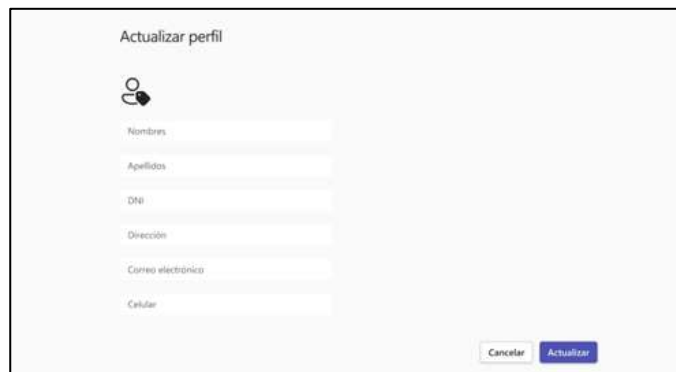 Actualizar perfil
Nombres
Apellidos
DNI
Dirección
Correo electrónico
Celular
Cancelar Actualizar